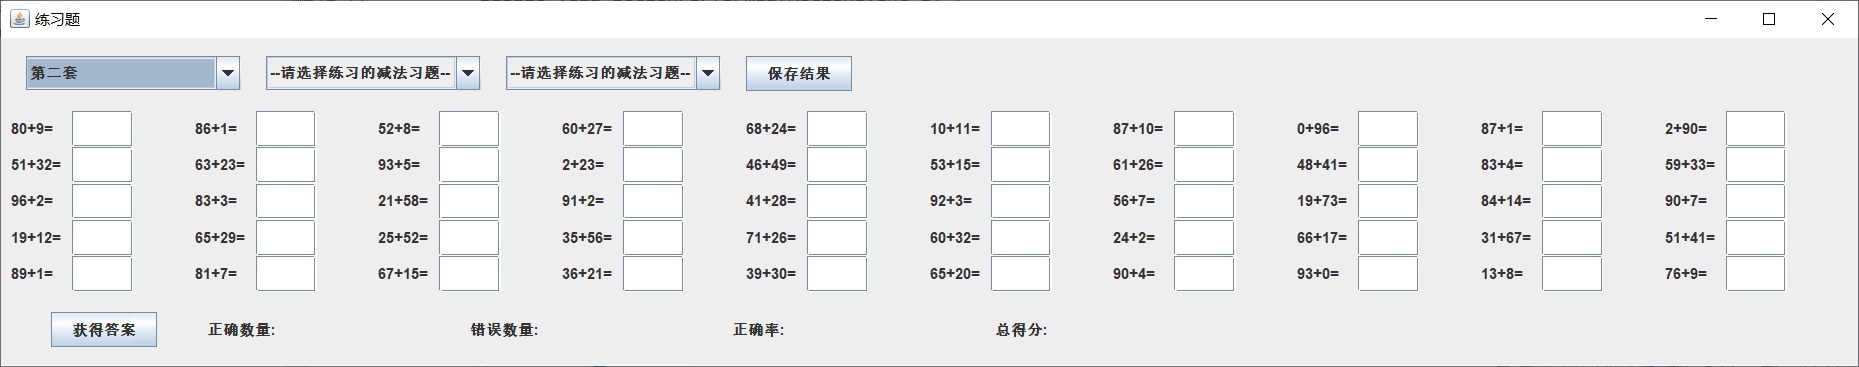 练习题
第二套 --请选择练习的减法习题-- --请选择练习的减法习题-- 保存结果
80+9= 86+1= 52+8= 60+27= 68+24= 10+11= 87+10= 0+96= 87+1= 2+90=
51+32= 63+23= 93+5= 2+23= 46+49= 53+15= 61+26= 48+41= 83+4= 59+33=
96+2= 83+3= 21+58= 91+2= 41+28= 92+3= 56+7= 19+73= 84+14= 90+7=
19+12= 65+29= 25+52= 35+56= 71+26= 60+32= 24+2= 66+17= 31+67= 51+41=
89+1= 81+7= 67+15= 36+21= 39+30= 65+20= 90+4= 93+0= 13+8= 76+9=
获得答案 正确数量: 错误数量: 正确率: 总得分: